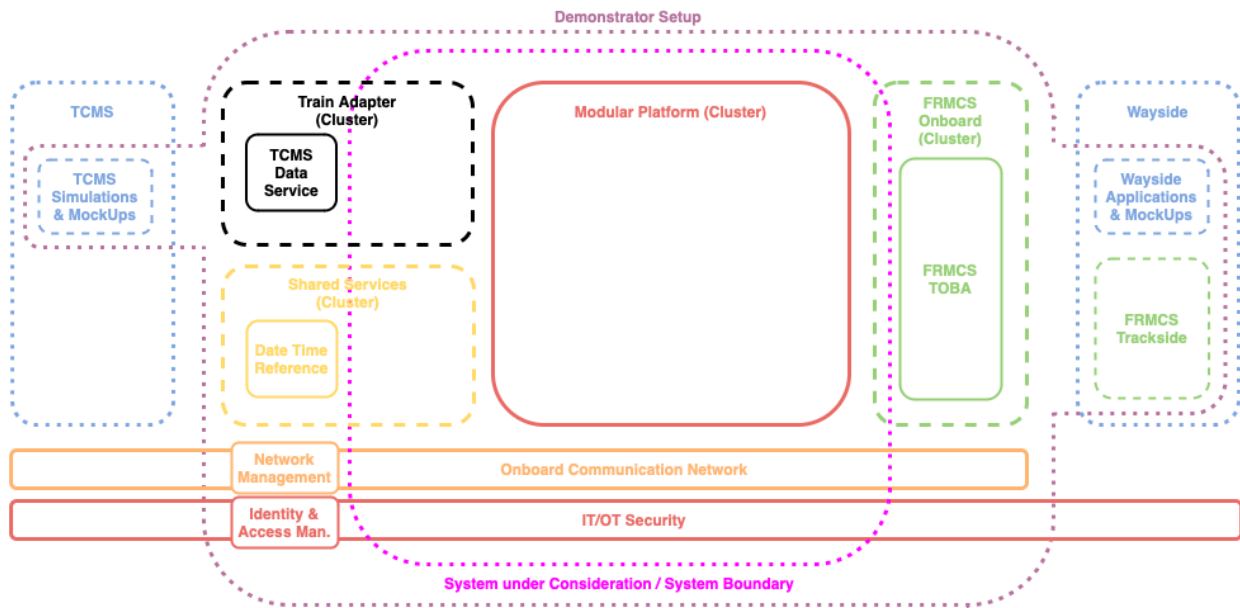 Demonstrator Setup
TCMS
TCMS
Simulations
& MockUps
Train Adapter
(Cluster)
TCMS
Data
Service
Shared Services
(Cluster)
Date Time
Reference
Modular Platform (Cluster)
FRMCS
Onboard
(Cluster)
FRMCS
TOBA
Wayside
Wayside
Applications
& MockUps
FRMCS
Trackside
Network
Management
Onboard Communication Network
Identity &
Access Man.
IT/OT Security
System under Consideration / System Boundary